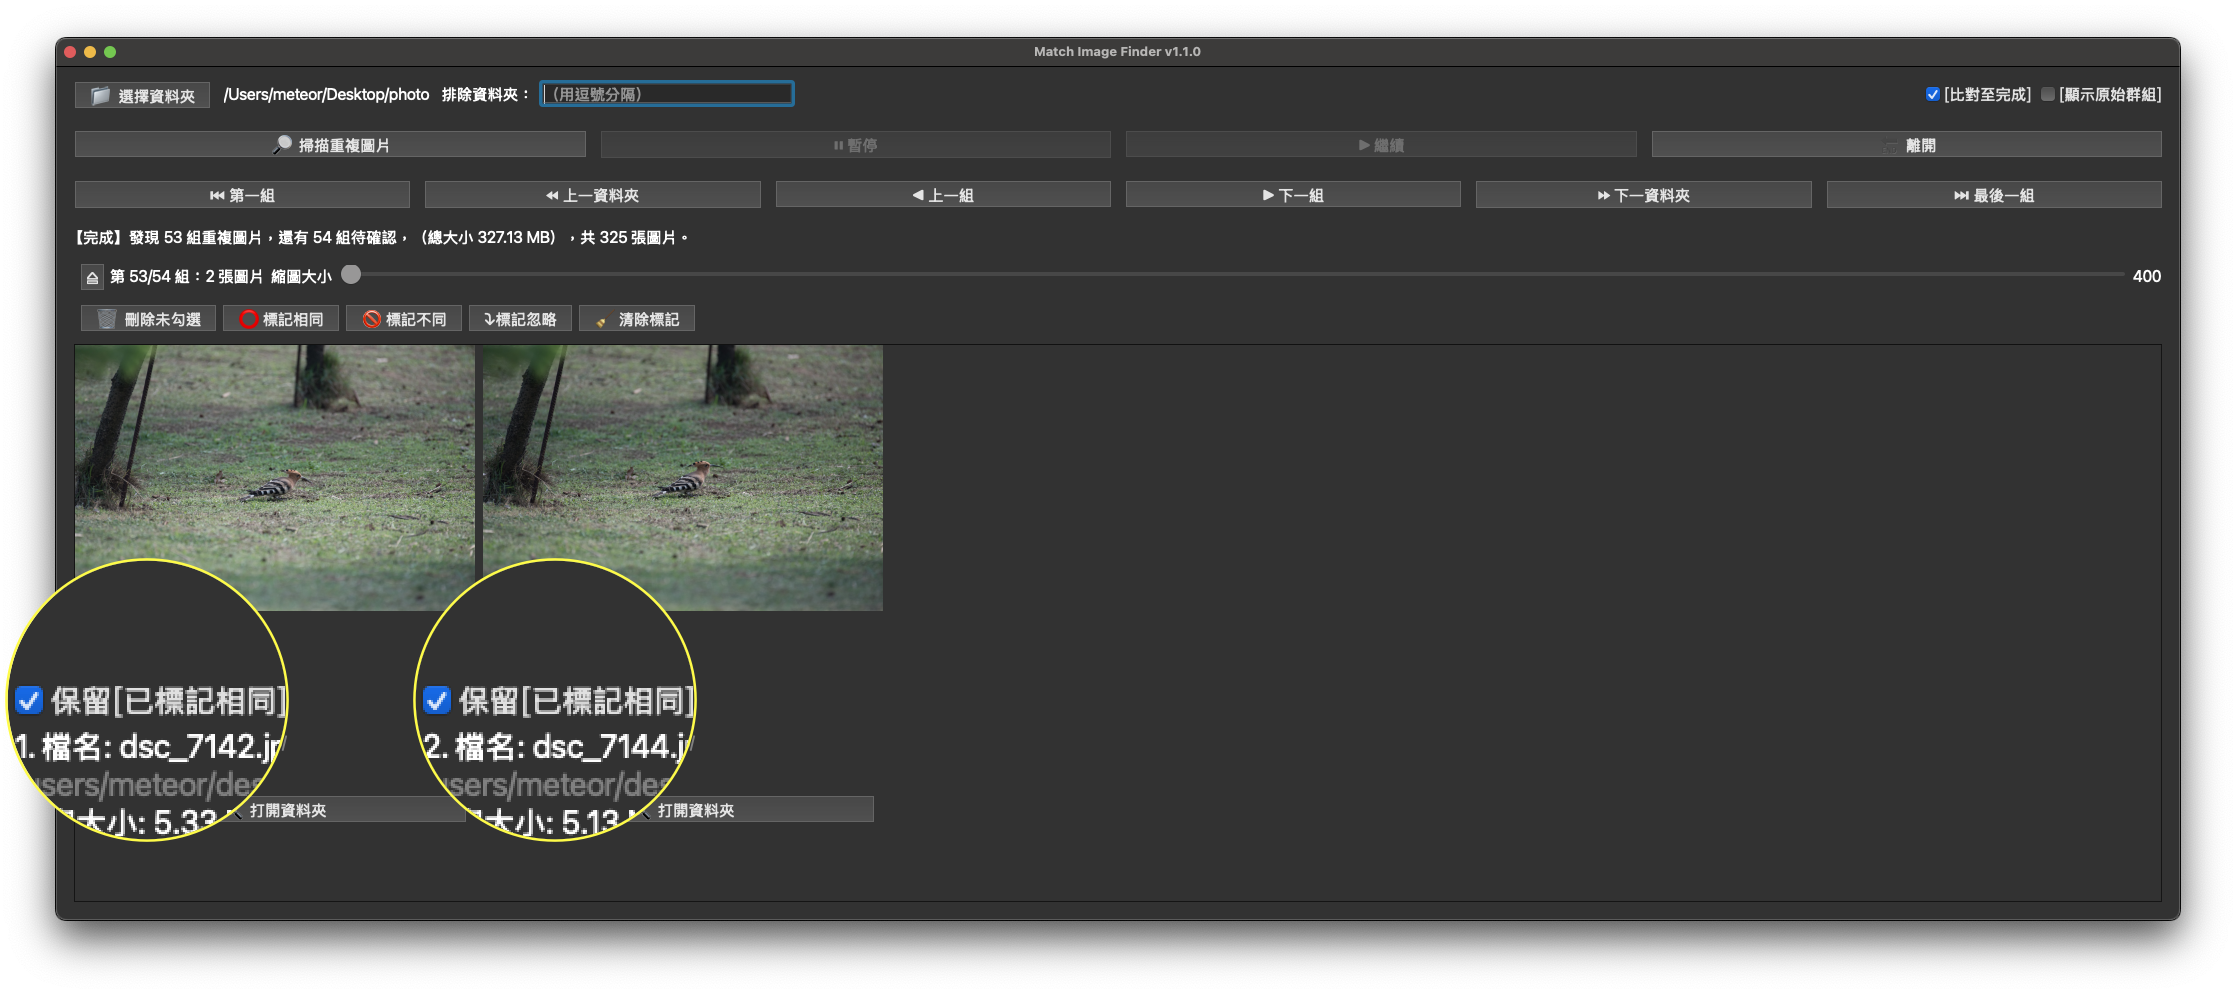 Match Image Finder v1.1.0
選擇資料夾 /Users/meteor/Desktop/photo 排除資料夾： （用逗號分隔） [比對至完成] [顯示原始群組]
掃描重複圖片 暫停 繼續 離開
第一組 上一資料夾 上一組 下一組 下一資料夾 最後一組
【完成】發現 53 組重複圖片，還有 54 組待確認，（總大小 327.13 MB），共 325 張圖片。
第 53/54 組：2 張圖片 縮圖大小 400
刪除未勾選 標記相同 標記不同 標記忽略 清除標記
保留[已標記相同] 保留[已標記相同]
1. 檔名: dsc_7142.j 2. 檔名: dsc_7144.j
sers/meteor/des sers/meteor/des
大小: 5.33 打開資料夾 大小: 5.13 打開資料夾